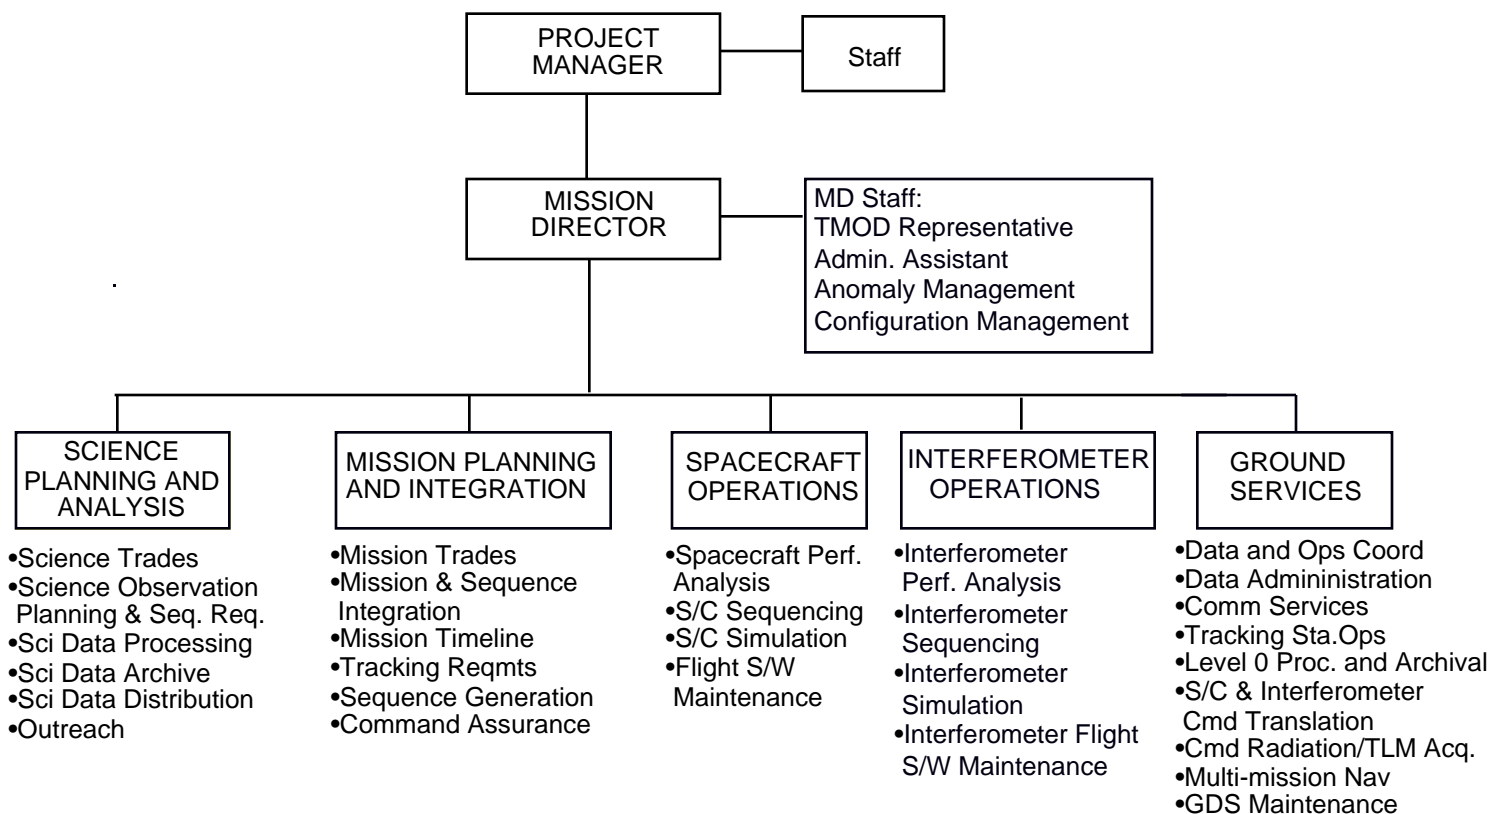 PROJECT
MANAGER
Staff
MISSION
DIRECTOR
MD Staff:
TMOD Representative
Admin. Assistant
Anomaly Management
Configuration Management
SCIENCE
PLANNING AND
ANALYSIS
•Science Trades
•Science Observation
Planning & Seq. Req.
•Sci Data Processing
•Sci Data Archive
•Sci Data Distribution
•Outreach
MISSION PLANNING
AND INTEGRATION
•Mission Trades
•Mission & Sequence
Integration
•Mission Timeline
•Tracking Reqmts
•Sequence Generation
•Command Assurance
SPACECRAFT
OPERATIONS
•Spacecraft Perf.
Analysis
•S/C Sequencing
•S/C Simulation
•Flight S/W
Maintenance
INTERFEROMETER
OPERATIONS
•Interferometer
Perf. Analysis
•Interferometer
Sequencing
•Interferometer
Simulation
•Interferometer Flight
S/W Maintenance
GROUND
SERVICES
•Data and Ops Coord
•Data Admininistration
•Comm Services
•Tracking Sta.Ops
•Level 0 Proc. and Archival
•S/C & Interferometer
Cmd Translation
•Cmd Radiation/TLM Acq.
•Multi-mission Nav
•GDS Maintenance